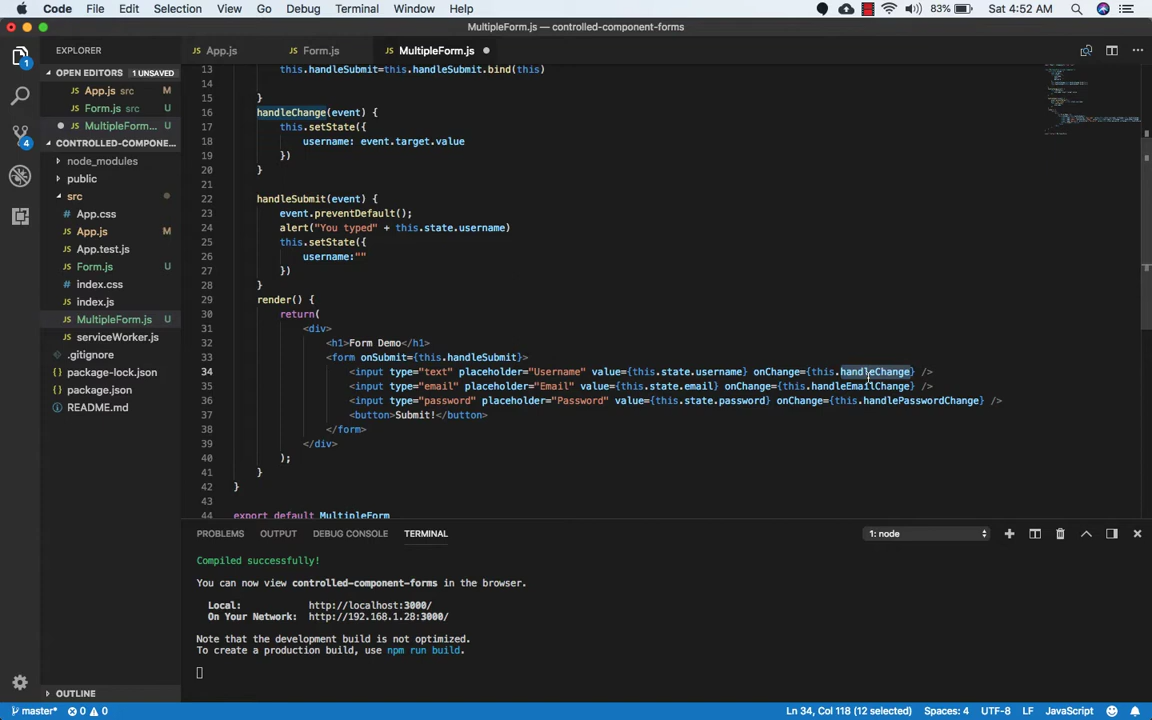 Code File Edit Selection View Go Debug Terminal Window Help 83% Sat 4:52 AM
MultipleForm.js — controlled-component-forms
EXPLORER
OPEN EDITORS 1 UNSAVED
App.js src M
Form.js src U
MultipleForm... U
CONTROLLED-COMPONE...
node_modules
public
src
App.css
App.js M
App.test.js
Form.js U
index.css
index.js
MultipleForm.js U
serviceWorker.js
.gitignore
package-lock.json
package.json
README.md
OUTLINE
App.js Form.js MultipleForm.js
13 this.handleSubmit=this.handleSubmit.bind(this)
14
15 }
16 handleChange(event) {
17 this.setState({
18 username: event.target.value
19 })
20 }
21
22 handleSubmit(event) {
23 event.preventDefault();
24 alert("You typed" + this.state.username)
25 this.setState({
26 username:""
27 })
28 }
29 render() {
30 return(
31 <div>
32 <h1>Form Demo</h1>
33 <form onSubmit={this.handleSubmit}>
34 <input type="text" placeholder="Username" value={this.state.username} onChange={this.handleChange} />
35 <input type="email" placeholder="Email" value={this.state.email} onChange={this.handleEmailChange} />
36 <input type="password" placeholder="Password" value={this.state.password} onChange={this.handlePasswordChange} />
37 <button>Submit!</button>
38 </form>
39 </div>
40 );
41 }
42 }
43
44 export default MultipleForm
PROBLEMS OUTPUT DEBUG CONSOLE TERMINAL 1: node
Compiled successfully!
You can now view controlled-component-forms in the browser.
Local: http://localhost:3000/
On Your Network: http://192.168.1.28:3000/
Note that the development build is not optimized.
To create a production build, use npm run build.
master* 0 0 Ln 34, Col 118 (12 selected) Spaces: 4 UTF-8 LF JavaScript